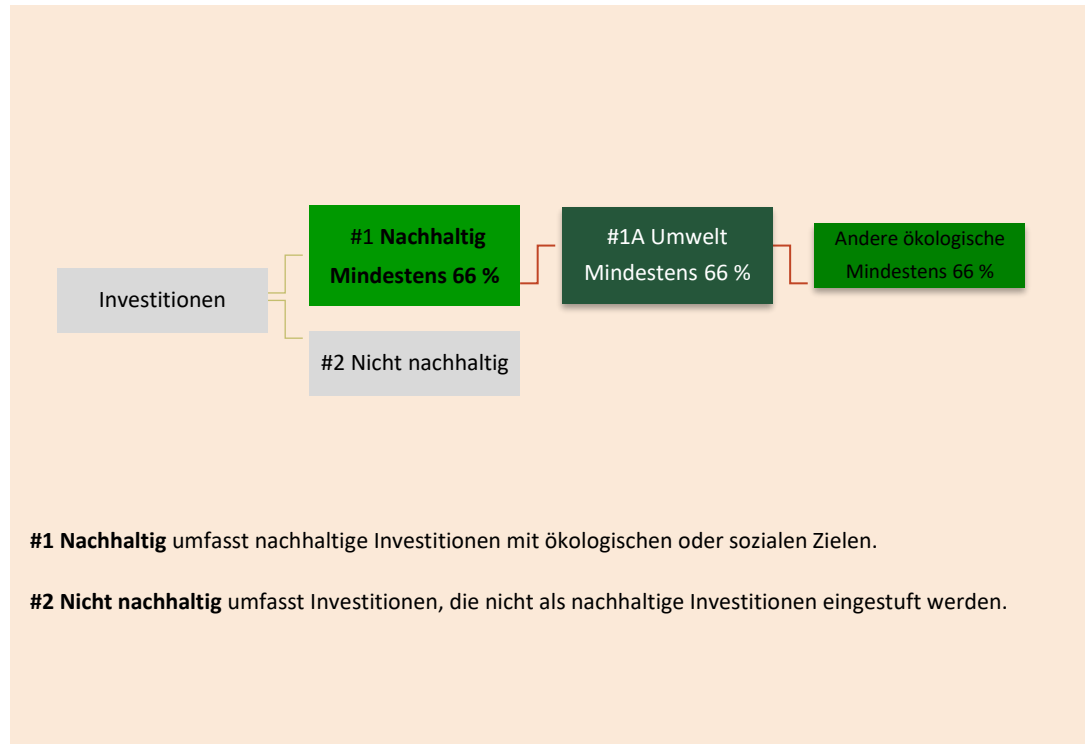 #1 Nachhaltig
Mindestens 66 %
#1A Umwelt
Mindestens 66 %
Andere ökologische
Mindestens 66 %
Investitionen
#2 Nicht nachhaltig
#1 Nachhaltig umfasst nachhaltige Investitionen mit ökologischen oder sozialen Zielen.
#2 Nicht nachhaltig umfasst Investitionen, die nicht als nachhaltige Investitionen eingestuft werden.